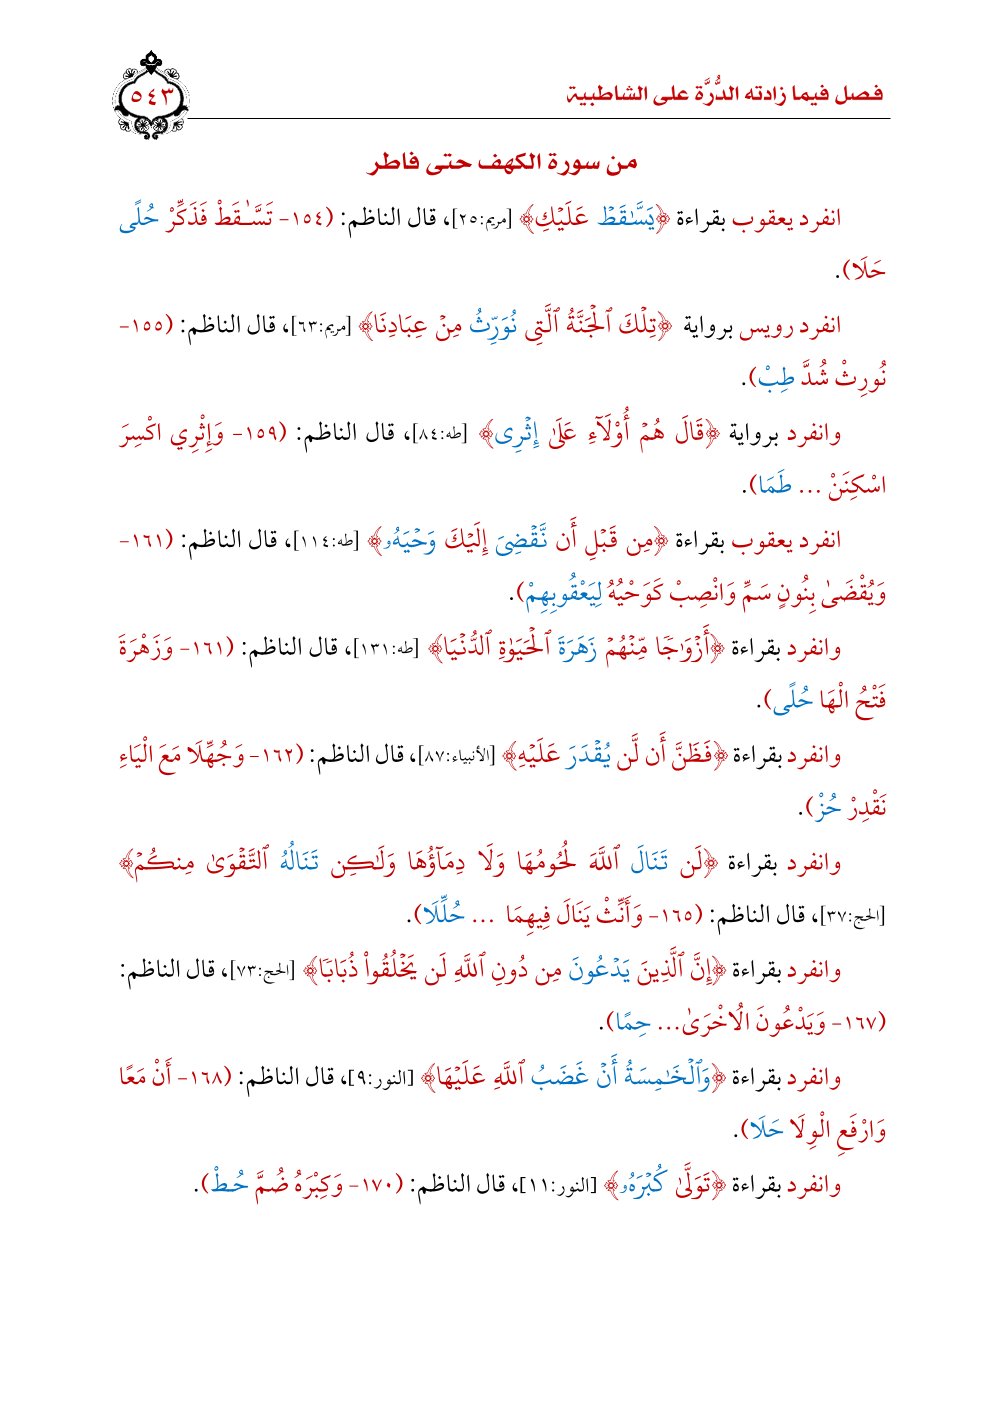 فصل فيما زادته الدُّرَّة على الشاطبية
٥٤٣
من سورة الكهف حتى فاطر
انفرد يعقوب بقراءة ﴿يَسَّٰقَطۡ عَلَيۡكِ﴾ [مريم:٢٥]، قال الناظم: (١٥٤- تَسَّـٰقَطْ فَذَكِّرْ حُلًى
حَلَا).
انفرد رويس برواية ﴿تِلۡكَ ٱلۡجَنَّةُ ٱلَّتِي نُوَرِّثُ مِنۡ عِبَادِنَا﴾ [مريم:٦٣]، قال الناظم: (١٥٥-
نُورِثْ شُدَّ طِبْ).
وانفرد برواية ﴿قَالَ هُمۡ أُوْلَآءِ عَلَىٰ إِثۡرِي﴾ [طه:٨٤]، قال الناظم: (١٥٩- وَإِثْرِي اكْسِرَ
اسْكِنَنْ ... طَمَا).
انفرد يعقوب بقراءة ﴿مِن قَبۡلِ أَن نَّقۡضِيَ إِلَيۡكَ وَحۡيَهُۥ﴾ [طه:١١٤]، قال الناظم: (١٦١-
وَيُقْضَىٰ بِنُونٍ سَمِّ وَانْصِبْ كَوَحْيُهُ لِيَعْقُوبِهِمْ).
وانفرد بقراءة ﴿أَزۡوَٰجٗا مِّنۡهُمۡ زَهَرَةَ ٱلۡحَيَوٰةِ ٱلدُّنۡيَا﴾ [طه:١٣١]، قال الناظم: (١٦١- وَزَهْرَةَ
فَتْحُ الْهَا حُلًى).
وانفرد بقراءة ﴿فَظَنَّ أَن لَّن يُقۡدَرَ عَلَيۡهِ﴾ [الأنبياء:٨٧]، قال الناظم: (١٦٢- وَجُهِّلَا مَعَ الْيَاءِ
نَقْدِرْ حُزْ).
وانفرد بقراءة ﴿لَن تَنَالَ ٱللَّهَ لُحُومُهَا وَلَا دِمَآؤُهَا وَلَٰكِن تَنَالُهُ ٱلتَّقۡوَىٰ مِنكُمۡ﴾
[الحج:٣٧]، قال الناظم: (١٦٥- وَأَنِّثْ يَنَالَ فِيهِمَا ... حُلِّلَا).
وانفرد بقراءة ﴿إِنَّ ٱلَّذِينَ يَدۡعُونَ مِن دُونِ ٱللَّهِ لَن يَخۡلُقُواْ ذُبَابٗا﴾ [الحج:٧٣]، قال الناظم:
(١٦٧- وَيَدْعُونَ الُاخْرَىٰ... حِمًا).
وانفرد بقراءة ﴿وَٱلۡخَٰمِسَةُ أَنۡ غَضَبُ ٱللَّهِ عَلَيۡهَا﴾ [النور:٩]، قال الناظم: (١٦٨- أَنْ مَعًا
وَارْفَعِ الْوِلَا حَلَا).
وانفرد بقراءة ﴿تَوَلَّىٰ كُبۡرَهُۥ﴾ [النور:١١]، قال الناظم: (١٧٠- وَكِبْرَهُ ضُمَّ حُـطْ).